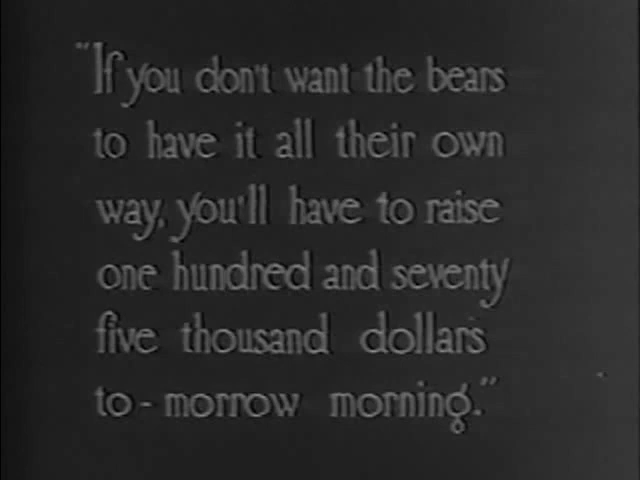 "If you don't want the bears
to have it all their own
way, you'll have to raise
one hundred and seventy
five thousand dollars
to-morrow morning."